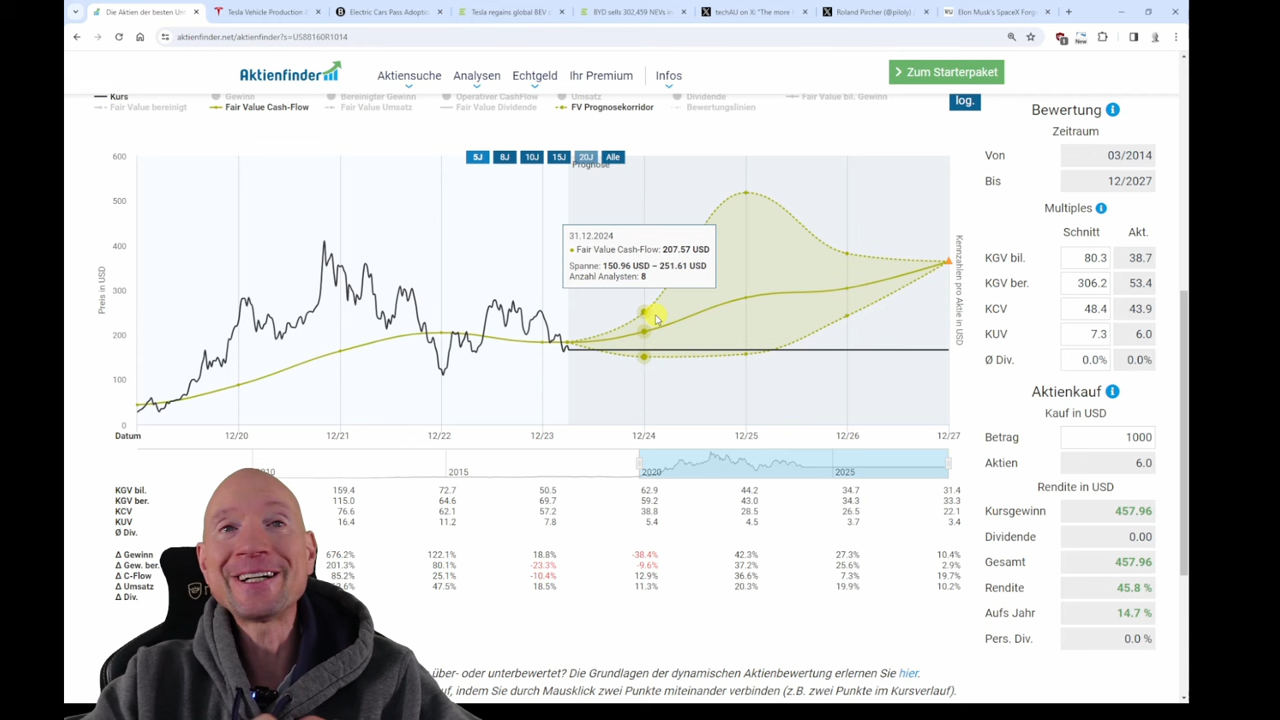 Die Aktien der besten Un
Tesla Vehicle Production &
Electric Cars Pass Adopti
Tesla regains global BEV
BYD sells 302,459 NEVs in
techAU on X: "The more
Roland Pircher (@piloly)
Elon Musk's SpaceX Forg
aktienfinder.net/aktienfinder?s=US88160R1014
New
Aktienfinder
Aktiensuche
Analysen
Echtgeld
Ihr Premium
Infos
Zum Starterpaket
Kurs
Gewinn
Bereinigter Gewinn
Operativer CashFlow
Umsatz
Dividende
Fair Value bil. Gewinn
Fair Value bereinigt
Fair Value Cash-Flow
Fair Value Umsatz
Fair Value Dividende
FV Prognosekorridor
Bewertungslinien
log.
5J
8J
10J
15J
20J
Alle
Prognose
600
500
400
300
200
100
0
Preis in USD
Kennzahlen pro Aktie in USD
31.12.2024
Fair Value Cash-Flow: 207.57 USD
Spanne: 150.96 USD – 251.61 USD
Anzahl Analysten: 8
Datum 12/20 12/21 12/22 12/23 12/24 12/25 12/26 12/27
2010 2015 2020 2025
KGV bil. 159.4 72.7 50.5 62.9 44.2 34.7 31.4
KGV ber. 115.0 64.6 69.7 59.2 43.0 34.3 33.3
KCV 76.6 62.1 57.2 38.8 28.5 26.5 22.1
KUV 16.4 11.2 7.8 5.4 4.5 3.7 3.4
Ø Div.
Δ Gewinn 676.2% 122.1% 18.8% -38.4% 42.3% 27.3% 10.4%
Δ Gew. ber. 201.3% 80.1% -23.3% -9.6% 37.2% 25.6% 2.9%
Δ C-Flow 85.2% 25.1% -10.4% 12.9% 36.6% 7.3% 19.7%
Δ Umsatz 47.5% 18.5% 11.3% 20.3% 19.9% 10.2%
Δ Div.
über- oder unterbewertet? Die Grundlagen der dynamischen Aktienbewertung erlernen Sie hier.
indem Sie durch Mausklick zwei Punkte miteinander verbinden (z.B. zwei Punkte im Kursverlauf).
Bewertung
Zeitraum
Von 03/2014
Bis 12/2027
Multiples
Schnitt Akt.
KGV bil. 80.3 38.7
KGV ber. 306.2 53.4
KCV 48.4 43.9
KUV 7.3 6.0
Ø Div. 0.0% 0.0%
Aktienkauf
Kauf in USD
Betrag 1000
Aktien 6.0
Rendite in USD
Kursgewinn 457.96
Dividende 0.00
Gesamt 457.96
Rendite 45.8 %
Aufs Jahr 14.7 %
Pers. Div. 0.0 %